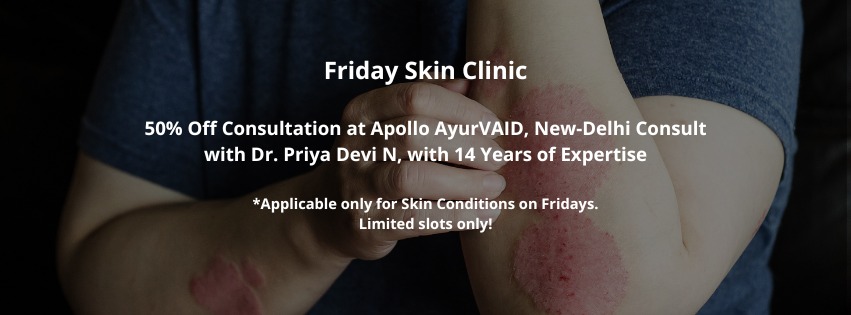 Friday Skin Clinic
50% Off Consultation at Apollo AyurVAID, New-Delhi Consult
with Dr. Priya Devi N, with 14 Years of Expertise
*Applicable only for Skin Conditions on Fridays.
Limited slots only!